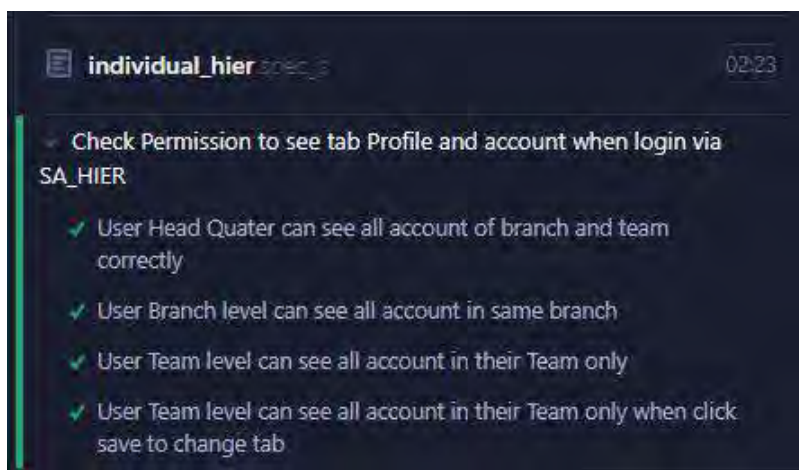 individual_hier spec_s 02:23
Check Permission to see tab Profile and account when login via
SA_HIER
User Head Quater can see all account of branch and team
correctly
User Branch level can see all account in same branch
User Team level can see all account in their Team only
User Team level can see all account in their Team only when click
save to change tab